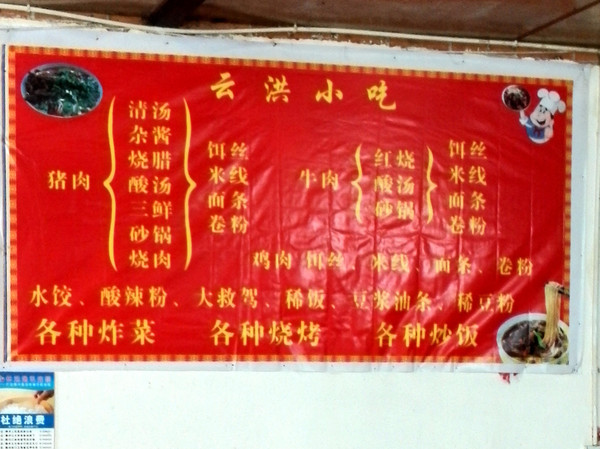 云洪小吃
猪肉
清汤
杂酱
烧腊
酸汤
三鲜
砂锅
烧肉
饵丝
米线
面条
卷粉
牛肉
红烧
酸汤
砂锅
饵丝
米线
面条
卷粉
鸡肉 饵丝、米线、面条、卷粉
水饺、酸辣粉、大救驾、稀饭、豆浆油条、稀豆粉
各种炸菜 各种烧烤 各种炒饭
杜绝浪费